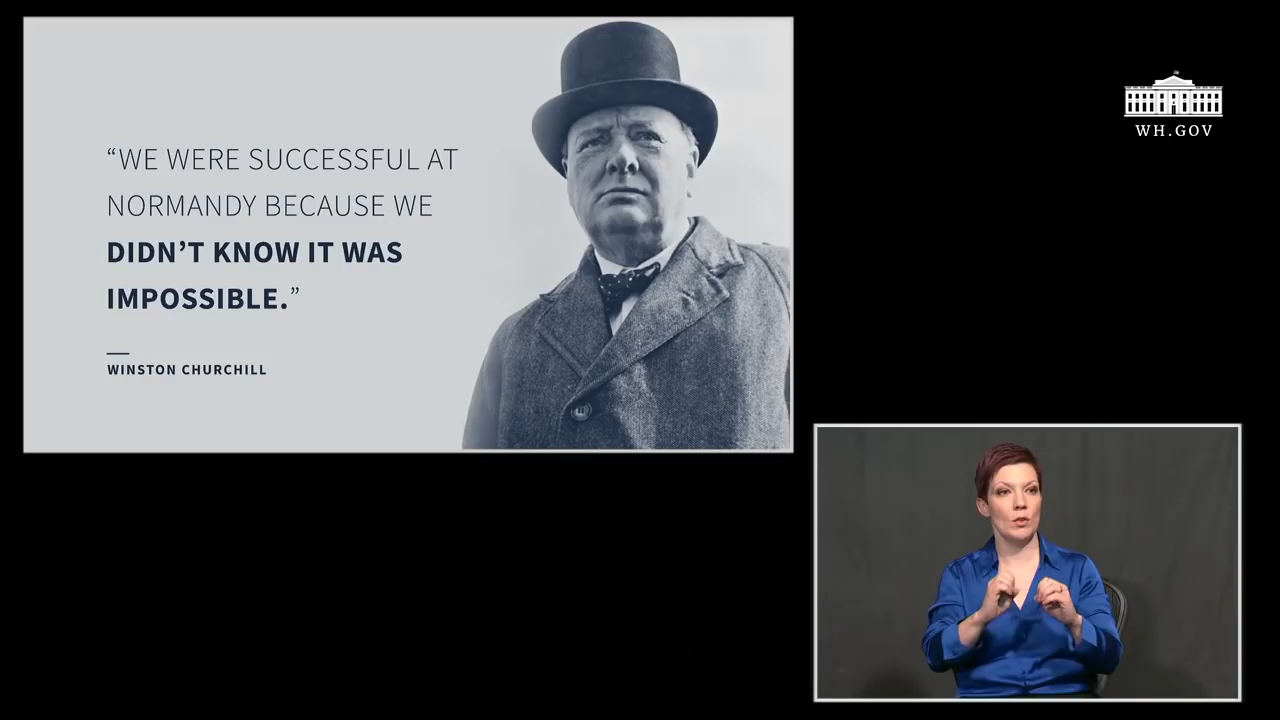 “WE WERE SUCCESSFUL AT
NORMANDY BECAUSE WE
DIDN’T KNOW IT WAS
IMPOSSIBLE.”
WINSTON CHURCHILL
WH.GOV